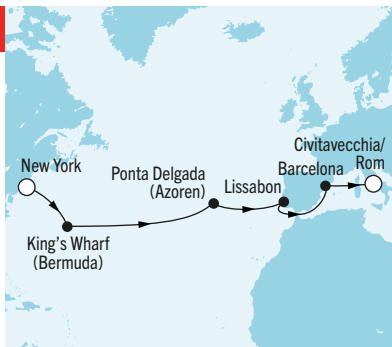 New York
King's Wharf
(Bermuda)
Ponta Delgada
(Azoren)
Lissabon
Barcelona
Civitavecchia/
Rom